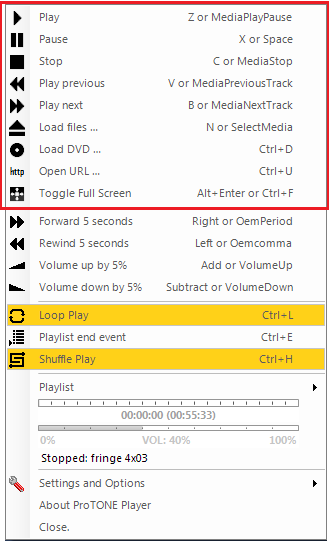 Play Z or MediaPlayPause
Pause X or Space
Stop C or MediaStop
Play previous V or MediaPreviousTrack
Play next B or MediaNextTrack
Load files ... N or SelectMedia
Load DVD ... Ctrl+D
http Open URL ... Ctrl+U
Toggle Full Screen Alt+Enter or Ctrl+F
Forward 5 seconds Right or OemPeriod
Rewind 5 seconds Left or Oemcomma
Volume up by 5% Add or VolumeUp
Volume down by 5% Subtract or VolumeDown
Loop Play Ctrl+L
Playlist end event Ctrl+E
Shuffle Play Ctrl+H
Playlist
00:00:00 (00:55:33)
0% VOL: 40% 100%
Stopped: fringe 4x03
Settings and Options
About ProTONE Player
Close.